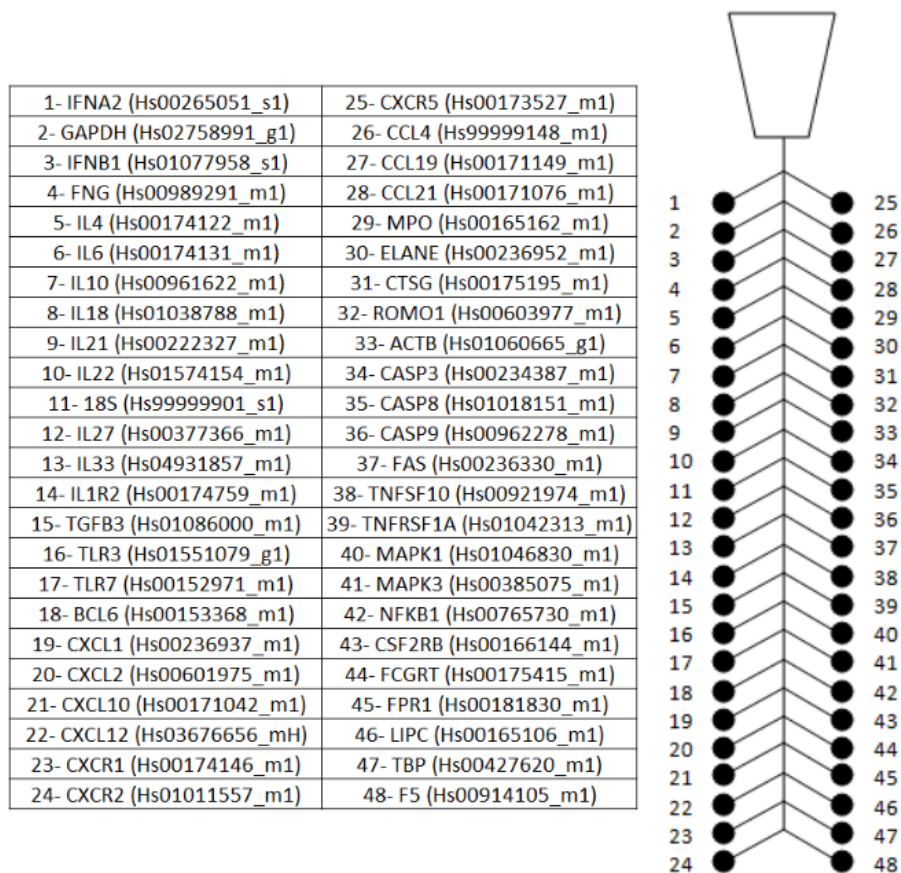 1- IFNA2 (Hs00265051_s1) 25- CXCR5 (Hs00173527_m1)
2- GAPDH (Hs02758991_g1) 26- CCL4 (Hs99999148_m1)
3- IFNB1 (Hs01077958_s1) 27- CCL19 (Hs00171149_m1)
4- FNG (Hs00989291_m1) 28- CCL21 (Hs00171076_m1)
5- IL4 (Hs00174122_m1) 29- MPO (Hs00165162_m1)
6- IL6 (Hs00174131_m1) 30- ELANE (Hs00236952_m1)
7- IL10 (Hs00961622_m1) 31- CTSG (Hs00175195_m1)
8- IL18 (Hs01038788_m1) 32- ROMO1 (Hs00603977_m1)
9- IL21 (Hs00222327_m1) 33- ACTB (Hs01060665_g1)
10- IL22 (Hs01574154_m1) 34- CASP3 (Hs00234387_m1)
11- 18S (Hs99999901_s1) 35- CASP8 (Hs01018151_m1)
12- IL27 (Hs00377366_m1) 36- CASP9 (Hs00962278_m1)
13- IL33 (Hs04931857_m1) 37- FAS (Hs00236330_m1)
14- IL1R2 (Hs00174759_m1) 38- TNFSF10 (Hs00921974_m1)
15- TGFB3 (Hs01086000_m1) 39- TNFRSF1A (Hs01042313_m1)
16- TLR3 (Hs01551079_g1) 40- MAPK1 (Hs01046830_m1)
17- TLR7 (Hs00152971_m1) 41- MAPK3 (Hs00385075_m1)
18- BCL6 (Hs00153368_m1) 42- NFKB1 (Hs00765730_m1)
19- CXCL1 (Hs00236937_m1) 43- CSF2RB (Hs00166144_m1)
20- CXCL2 (Hs00601975_m1) 44- FCGRT (Hs00175415_m1)
21- CXCL10 (Hs00171042_m1) 45- FPR1 (Hs00181830_m1)
22- CXCL12 (Hs03676656_mH) 46- LIPC (Hs00165106_m1)
23- CXCR1 (Hs00174146_m1) 47- TBP (Hs00427620_m1)
24- CXCR2 (Hs01011557_m1) 48- F5 (Hs00914105_m1)
1 25
2 26
3 27
4 28
5 29
6 30
7 31
8 32
9 33
10 34
11 35
12 36
13 37
14 38
15 39
16 40
17 41
18 42
19 43
20 44
21 45
22 46
23 47
24 48